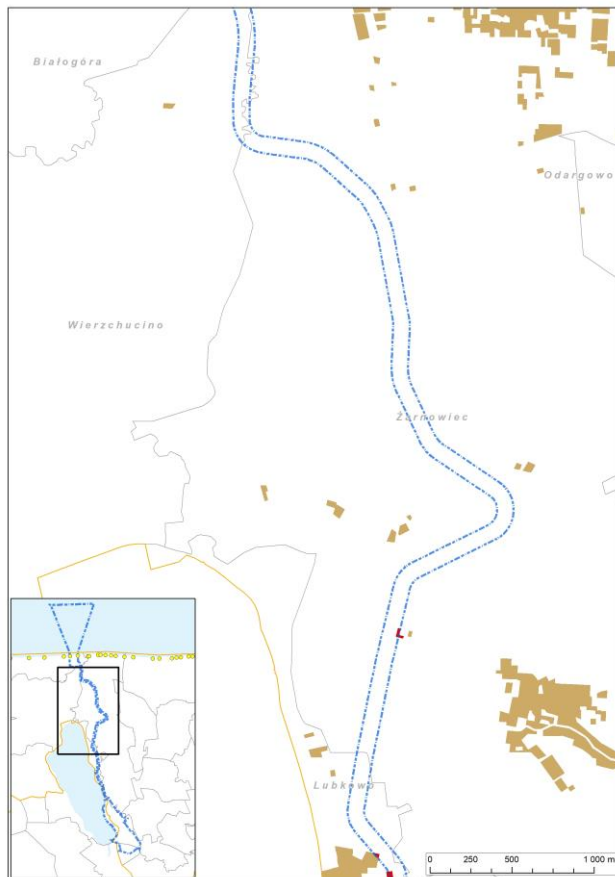 Białogóra
Odargowo
Wierzchucino
Żarnowiec
Lubkowo
0 250 500 1 000 m